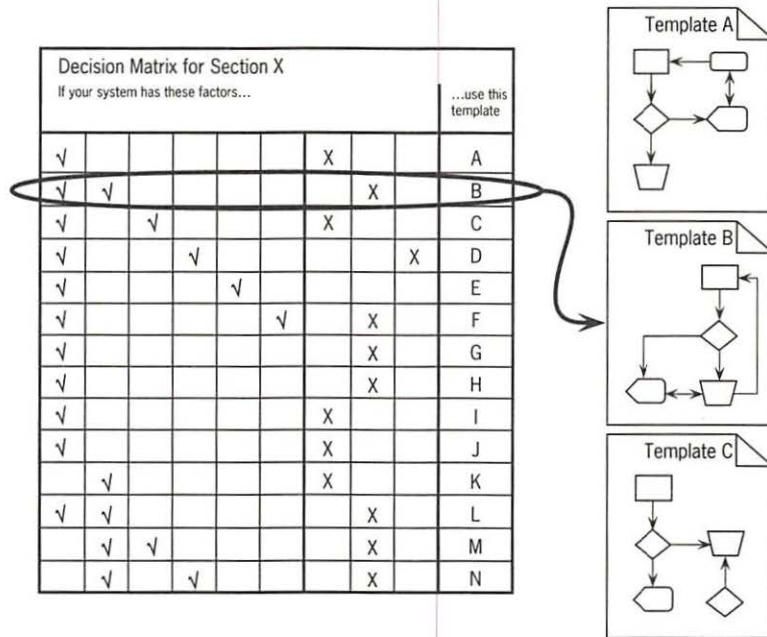 Decision Matrix for Section X
If your system has these factors...
...use this
template
√ X A
√ √ X B
√ √ X C
√ √ X D
√ √ E
√ √ X F
√ X G
√ X H
√ X I
√ X J
√ X K
√ √ X L
√ √ X M
√ √ X N
Template A
Template B
Template C